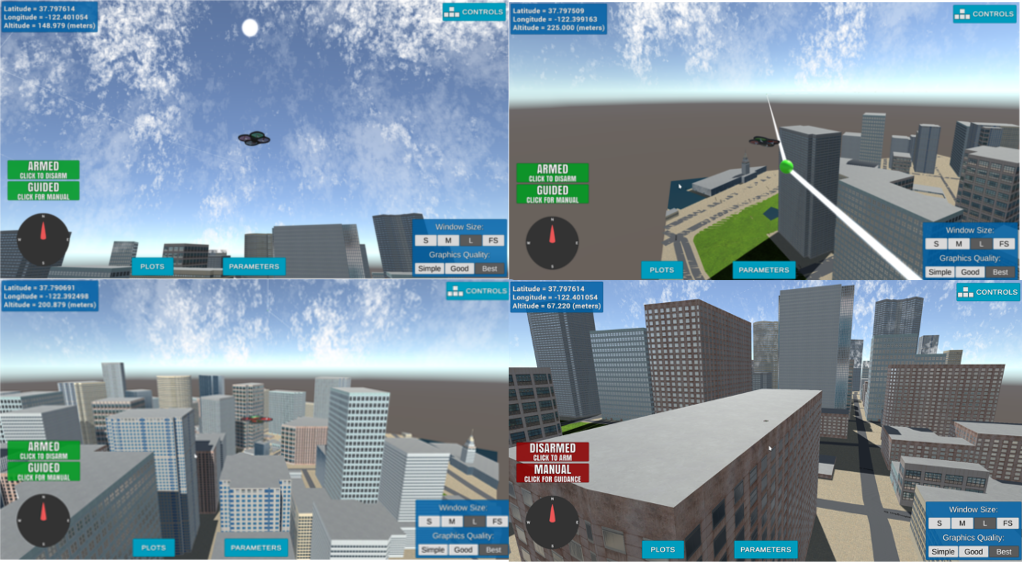 Latitude = 37.797614
Longitude = -122.401054
Altitude = 148.979 (meters)
CONTROLS
ARMED
CLICK TO DISARM
GUIDED
CLICK FOR MANUAL
N
Window Size:
S M L FS
Graphics Quality:
Simple Good Best
PLOTS
PARAMETERS
Latitude = 37.797509
Longitude = -122.399163
Altitude = 225.000 (meters)
CONTROLS
ARMED
CLICK TO DISARM
GUIDED
CLICK FOR MANUAL
N
Window Size:
S M L FS
Graphics Quality:
Simple Good Best
PLOTS
PARAMETERS
Latitude = 37.790691
Longitude = -122.392498
Altitude = 200.879 (meters)
CONTROLS
ARMED
CLICK TO DISARM
GUIDED
CLICK FOR MANUAL
N
Window Size:
S M L FS
Graphics Quality:
Simple Good Best
PLOTS
PARAMETERS
Latitude = 37.797614
Longitude = -122.401054
Altitude = 67.220 (meters)
CONTROLS
DISARMED
CLICK TO ARM
MANUAL
CLICK FOR GUIDANCE
N
Window Size:
S M L FS
Graphics Quality:
Simple Good Best
PLOTS
PARAMETERS